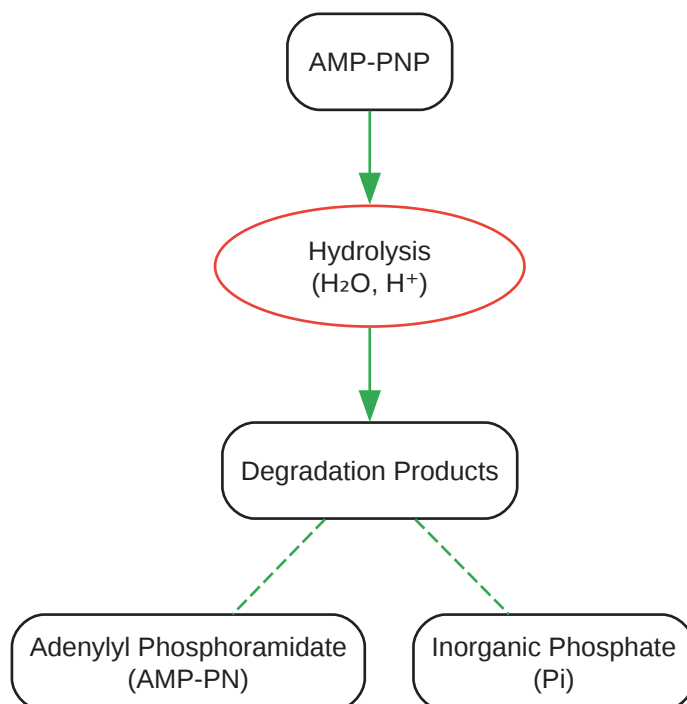 AMP-PNP
Hydrolysis
(H₂O, H⁺)
Degradation Products
Adenylyl Phosphoramidate
(AMP-PN)
Inorganic Phosphate
(Pi)